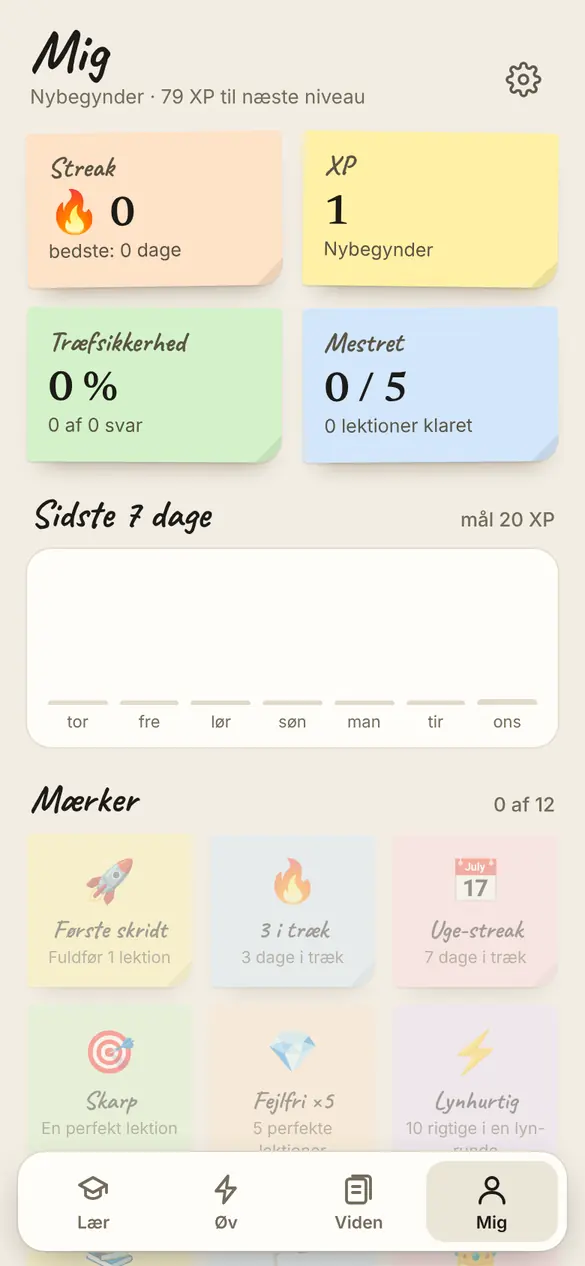 Mig
Nybegynder · 79 XP til næste niveau
Streak
0
bedste: 0 dage
XP
1
Nybegynder
Træfsikkerhed
0 %
0 af 0 svar
Mestret
0 / 5
0 lektioner klaret
Sidste 7 dage
mål 20 XP
tor fre lør søn man tir ons
Mærker
0 af 12
July
17
Første skridt
Fuldfør 1 lektion
3 i træk
3 dage i træk
Uge-streak
7 dage i træk
Skarp
En perfekt lektion
Fejlfri ×5
5 perfekte
lektioner
Lynhurtig
10 rigtige i en lyn-
runde
Lær
Øv
Viden
Mig